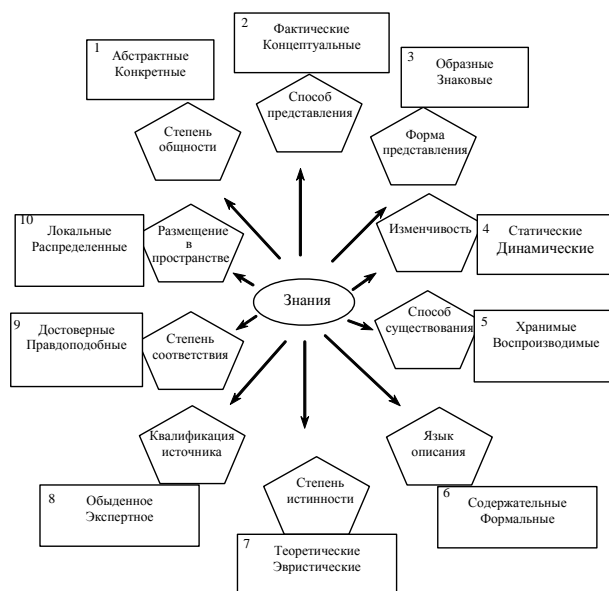 1
Абстрактные
Конкретные
Степень
общности
2
Фактические
Концептуальные
Способ
представления
3
Образные
Знаковые
Форма
представления
10
Локальные
Распределенные
Размещение
в
пространстве
Изменчивость
4
Статические
Динамические
Знания
9
Достоверные
Правдоподобные
Степень
соответствия
Способ
существования
5
Хранимые
Воспроизводимые
Квалификация
источника
8
Обыденное
Экспертное
Степень
истинности
7
Теоретические
Эвристические
Язык
описания
6
Содержательные
Формальные